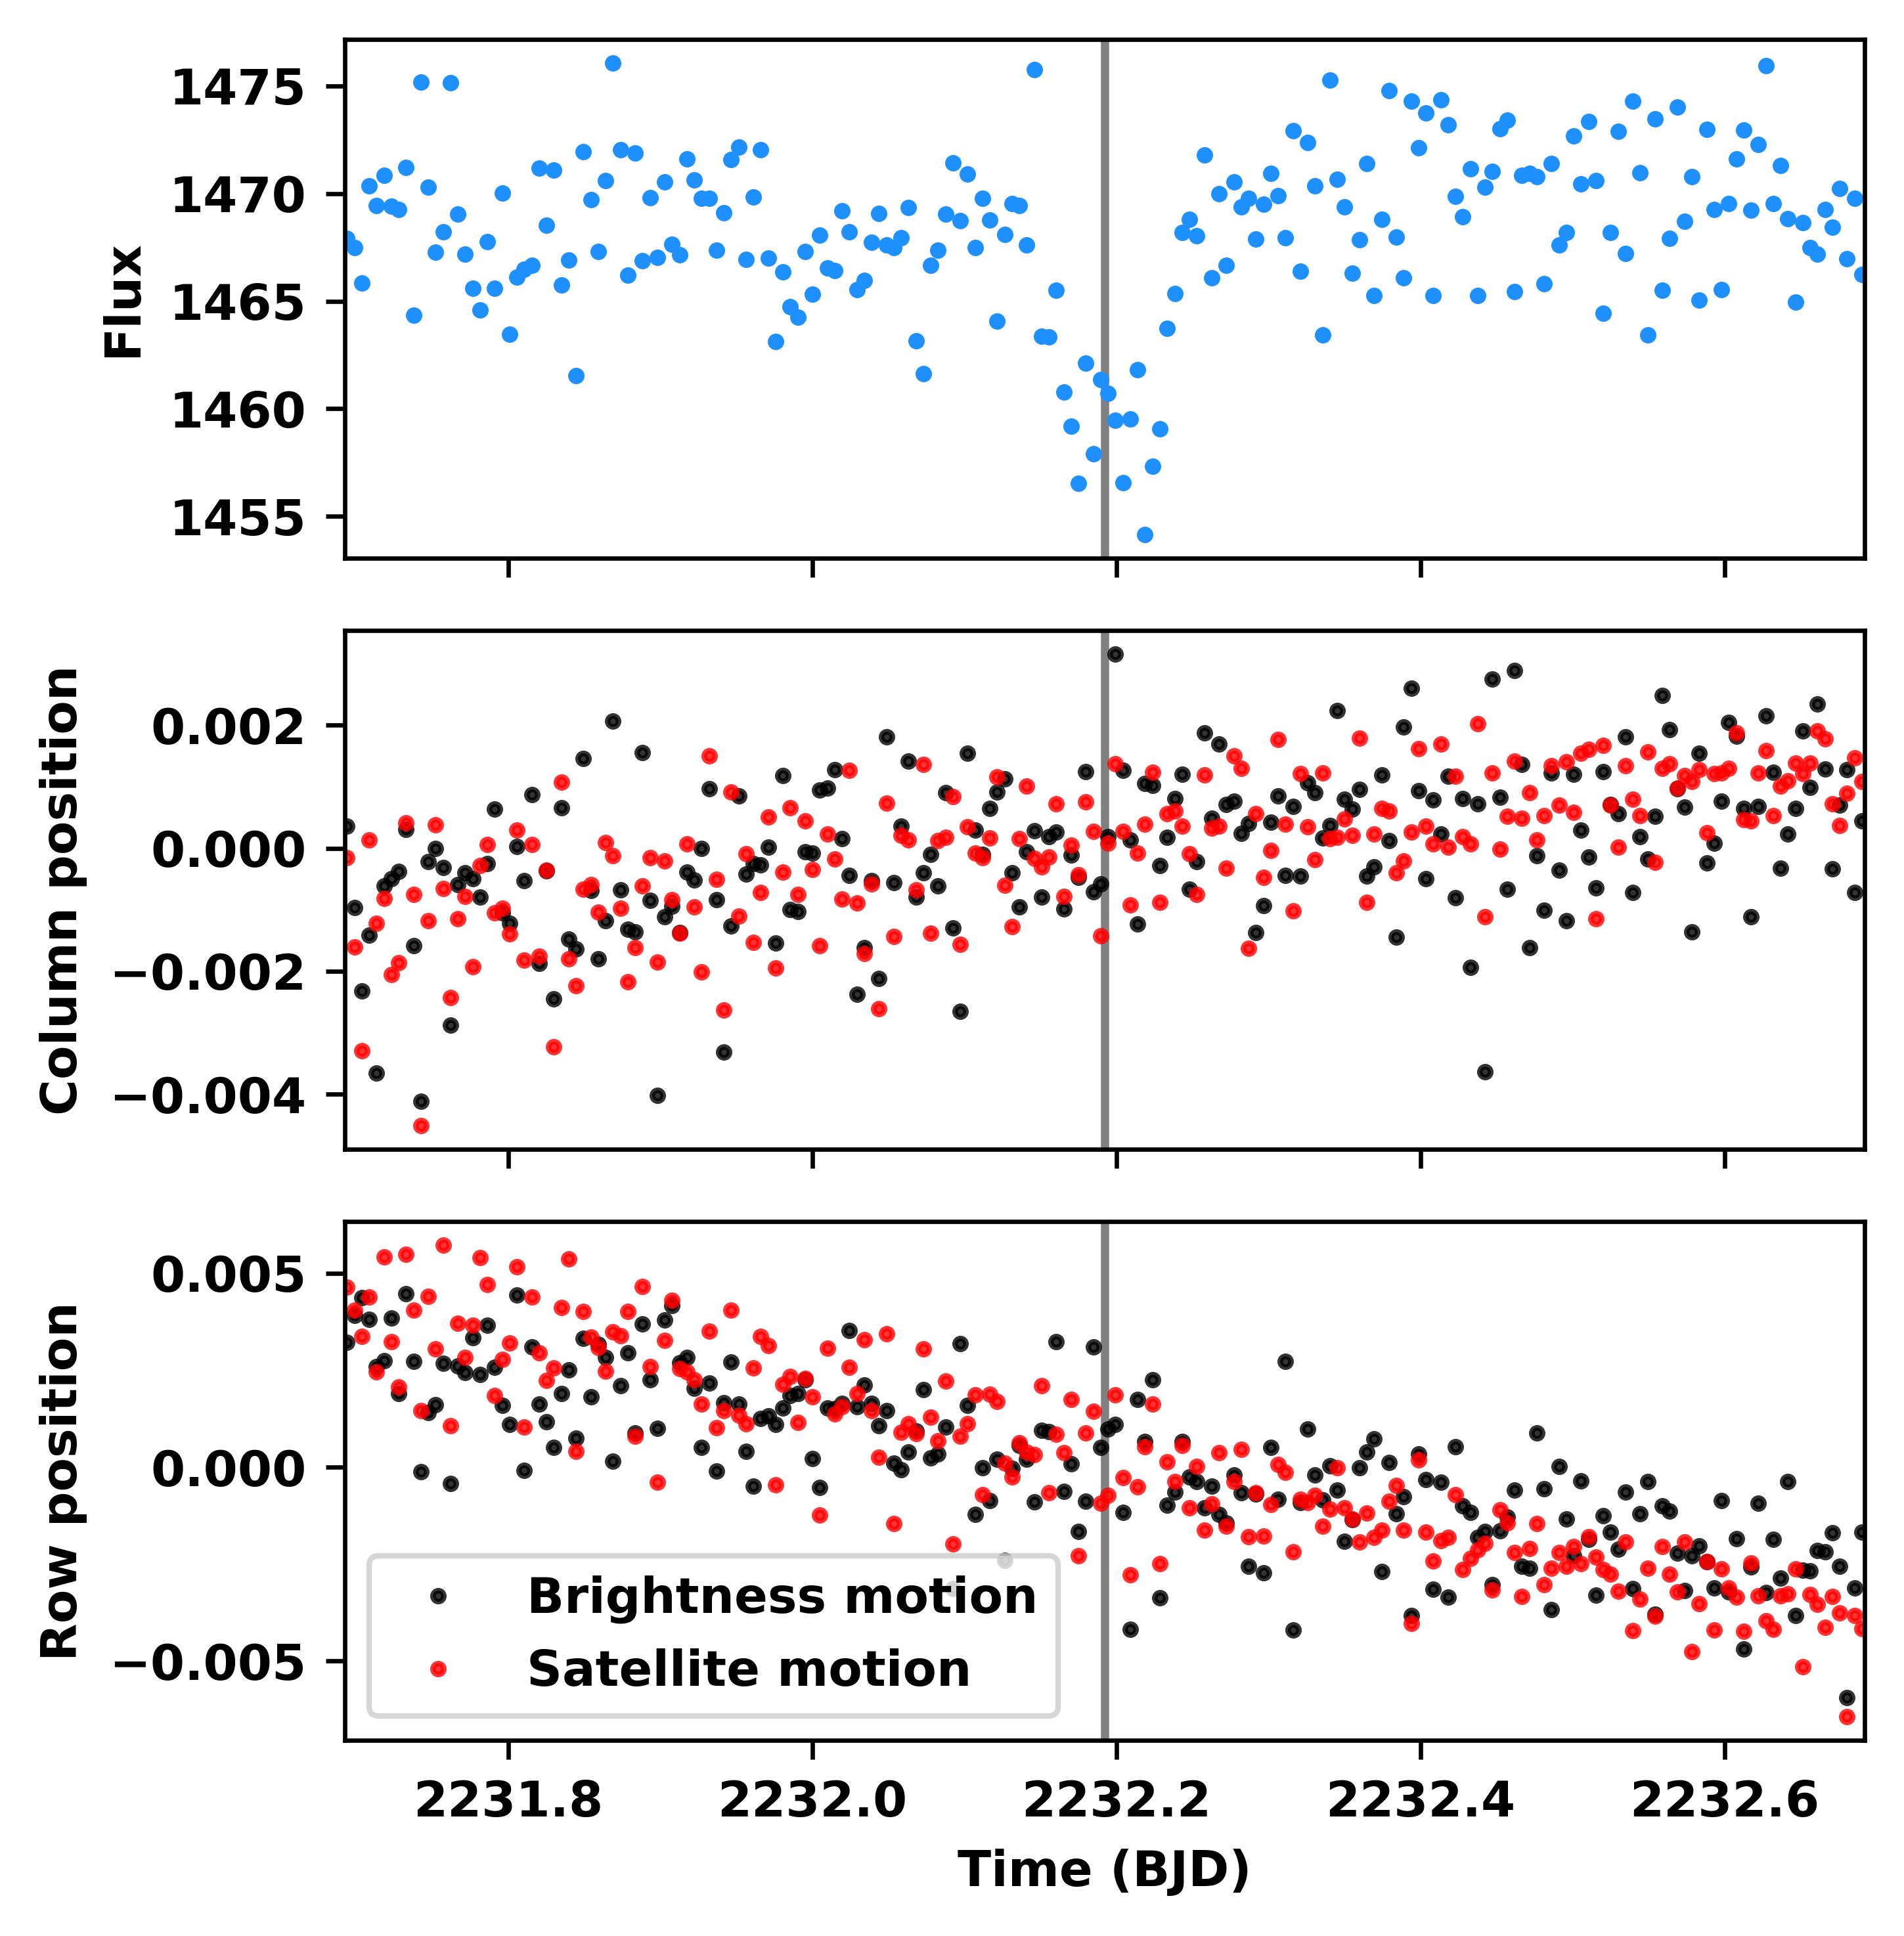 1475
1470
1465
1460
1455
Flux
0.002
0.000
−0.002
−0.004
Column position
0.005
0.000
−0.005
Row position
Brightness motion
Satellite motion
2231.8 2232.0 2232.2 2232.4 2232.6
Time (BJD)